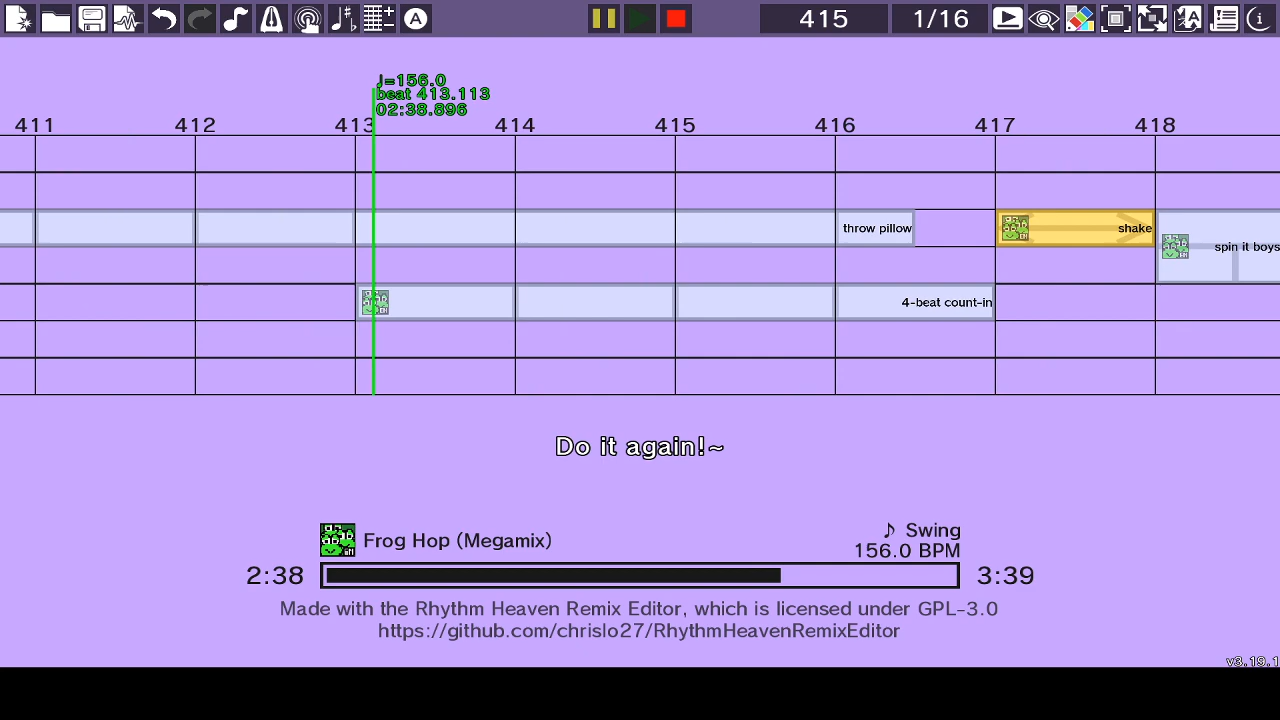 415 1/16
♩=156.0
beat 413.113
02:38.896
411 412 413 414 415 416 417 418
throw pillow shake
spin it boys
4-beat count-in
Do it again!~
Frog Hop (Megamix)
♪ Swing
156.0 BPM
2:38 3:39
Made with the Rhythm Heaven Remix Editor, which is licensed under GPL-3.0
https://github.com/chrislo27/RhythmHeavenRemixEditor
v3.19.1